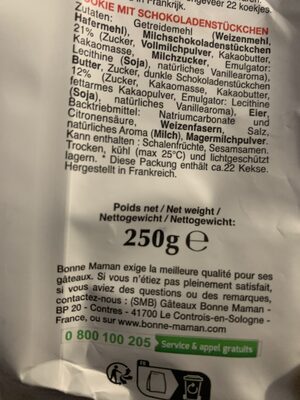 n Frankrijk.
ngeveer 22 koekjes.
OOKIE MIT SCHOKOLADENSTÜCKCHEN
Zutaten: Getreidemehl (Weizenmehl,
Hafermehl), Milchschokoladenstückchen
21% (Zucker, Vollmilchpulver, Kakaobutter,
Kakaomasse, Milchzucker, Emulgator:
Lecithine (Soja), natürliches Vanillearoma),
Butter, Zucker, dunkle Schokoladenstückchen
12% (Zucker, Kakaomasse, Kakaobutter,
fettarmes Kakaopulver, Emulgator: Lecithine
(Soja), natürliches Vanillearoma), Eier,
Backtriebmittel: Natriumcarbonate und
Citronensäure, Weizenfasern, Salz,
natürliches Aroma (Milch), Magermilchpulver.
Kann enthalten : Schalenfrüchte, Sesamsamen.
Trocken, kühl (max 25°C) und lichtgeschützt
lagern. * Diese Packung enthält ca.22 Kekse.
Hergestellt in Frankreich.
Poids net / Net weight /
Nettogewicht / Nettogewicht:
250g ℮
Bonne Maman exige la meilleure qualité pour ses
gâteaux. Si vous n'étiez pas pleinement satisfait,
si vous aviez des questions ou des remarques,
contactez-nous : (SMB) Gâteaux Bonne Maman -
BP 20 - Contres - 41700 Le Controis-en-Sologne -
France, ou sur www.bonne-maman.com
0 800 100 205 Service & appel gratuits